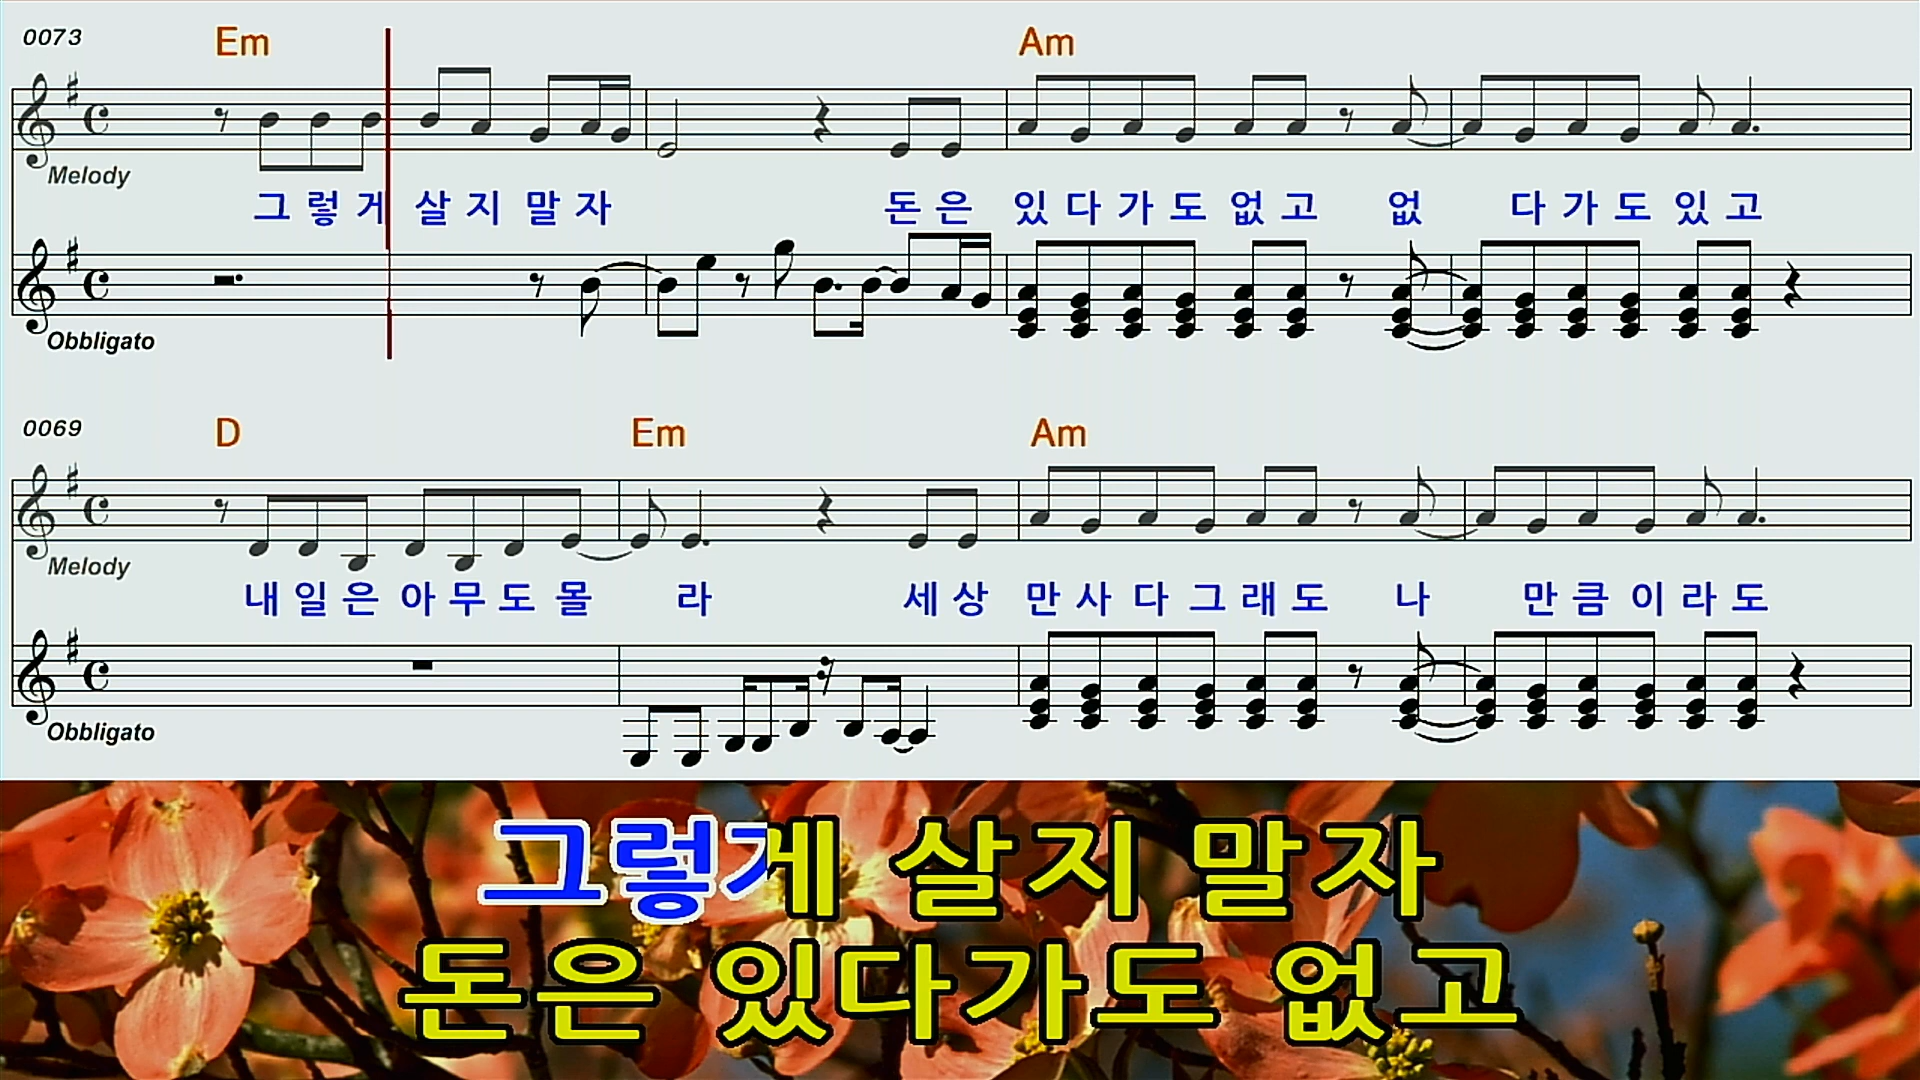 0073
Em Am
Melody
그렇게 살지 말자 돈은 있다가도 없고 없다가도 있고
Obbligato
0069
D Em Am
Melody
내일은 아무도 몰라 세상 만사 다 그래도 나만큼이라도
Obbligato
그렇게 살지 말자
돈은 있다가도 없고